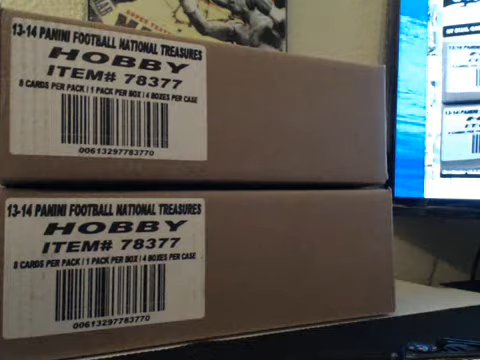 13-14 PANINI FOOTBALL NATIONAL TREASURES
HOBBY
ITEM# 78377
8 CARDS PER PACK / 1 PACK PER BOX / 4 BOXES PER CASE
00613297783770
13-14 PANINI FOOTBALL NATIONAL TREASURES
HOBBY
ITEM# 78377
8 CARDS PER PACK / 1 PACK PER BOX / 4 BOXES PER CASE
00613297783770